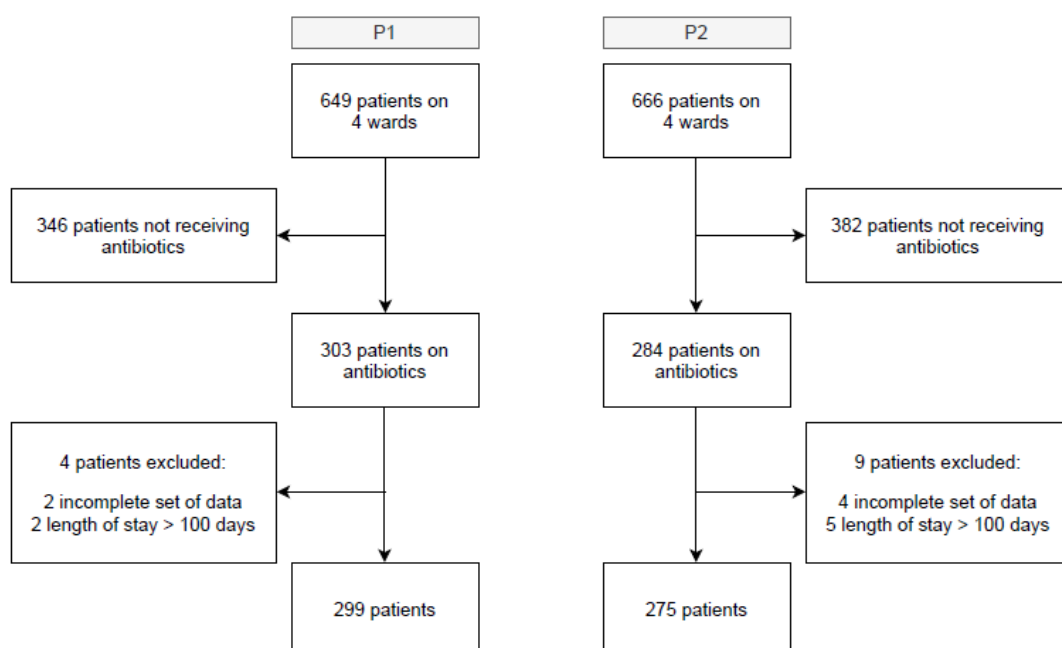 P1
P2
649 patients on
4 wards
666 patients on
4 wards
346 patients not receiving
antibiotics
382 patients not receiving
antibiotics
303 patients on
antibiotics
284 patients on
antibiotics
4 patients excluded:
2 incomplete set of data
2 length of stay > 100 days
9 patients excluded:
4 incomplete set of data
5 length of stay > 100 days
299 patients
275 patients